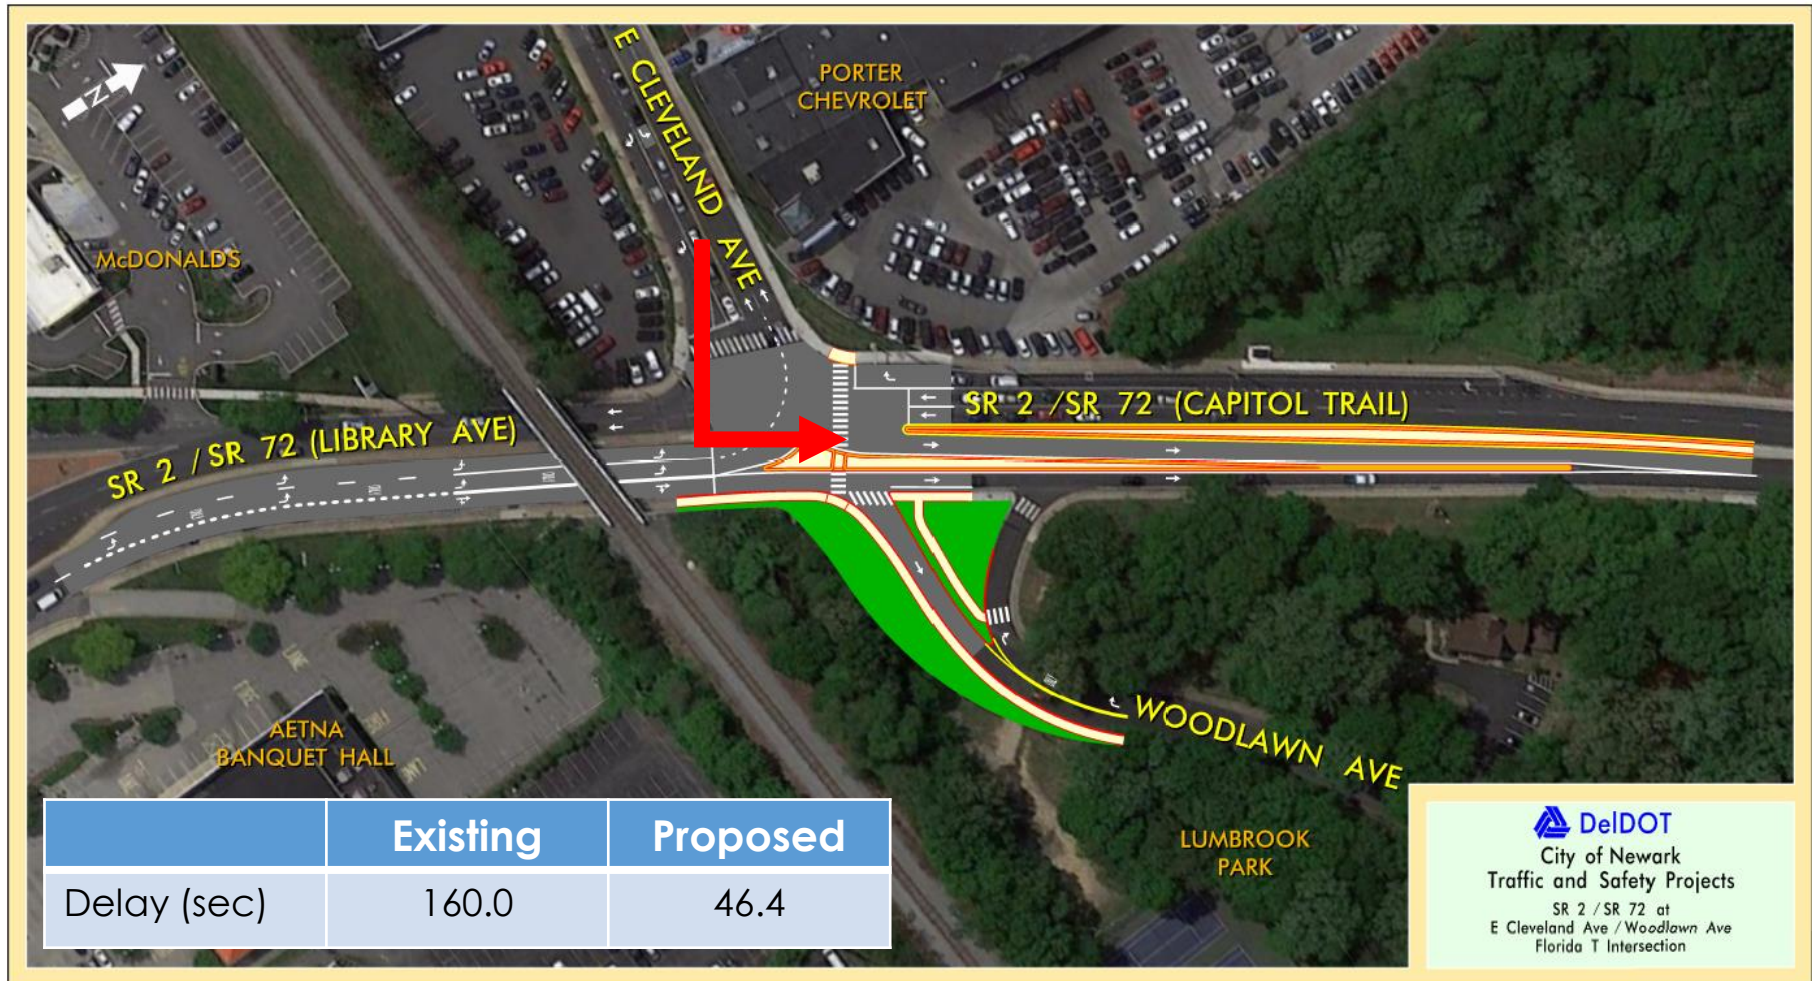 N
E CLEVELAND AVE
PORTER
CHEVROLET
McDONALDS
SR 2 / SR 72 (LIBRARY AVE)
SR 2 / SR 72 (CAPITOL TRAIL)
WOODLAWN AVE
AETNA
BANQUET HALL
LUMBROOK
PARK
Existing Proposed
Delay (sec) 160.0 46.4
DelDOT
City of Newark
Traffic and Safety Projects
SR 2 / SR 72 at
E Cleveland Ave / Woodlawn Ave
Florida T Intersection